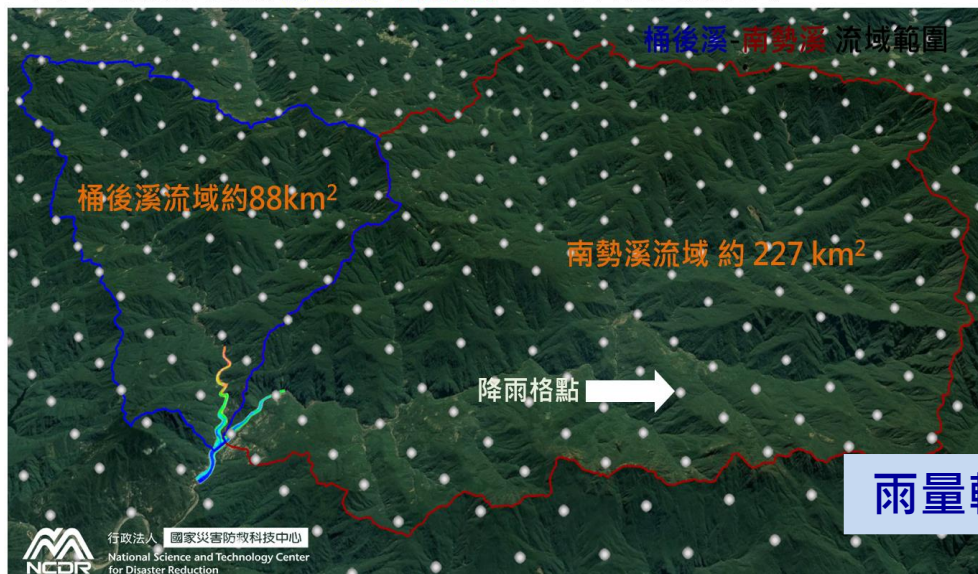 桶後溪-南勢溪 流域範圍
桶後溪流域約88km²
南勢溪流域 約 227 km²
降雨格點
雨量
行政法人 國家災害防救科技中心
NCDR National Science and Technology Center
for Disaster Reduction